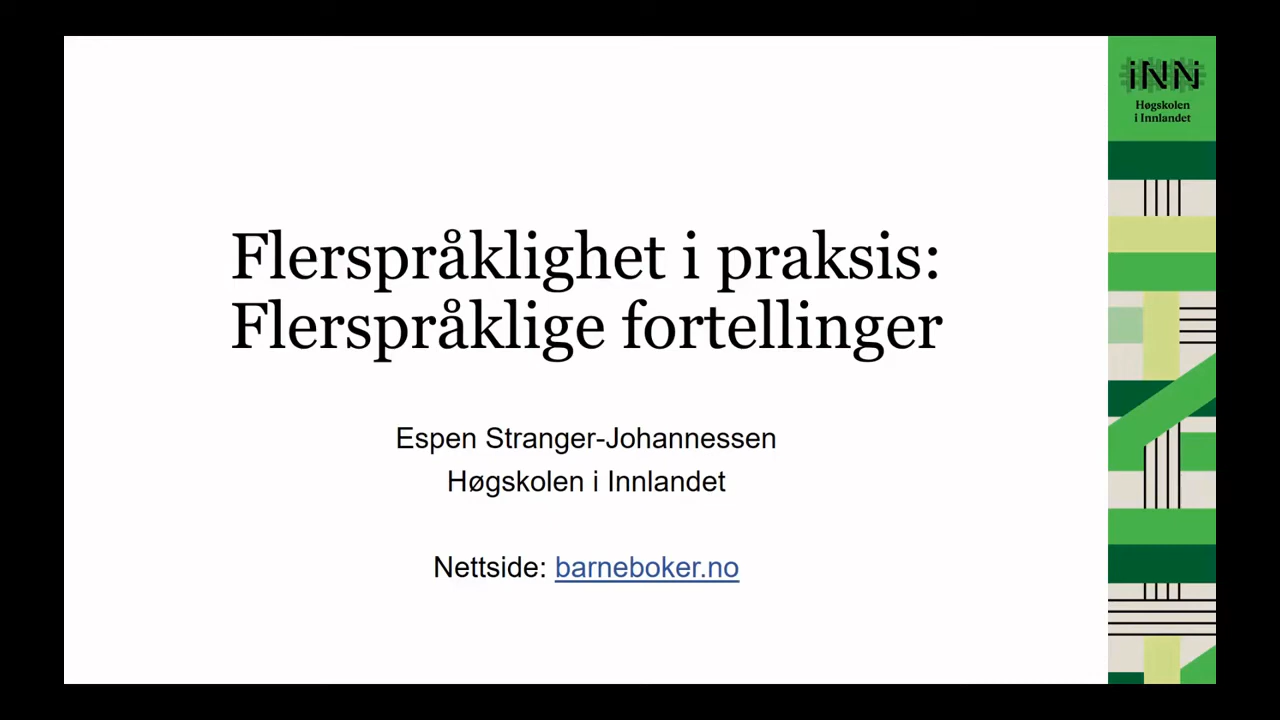 iNN
Høgskolen
i Innlandet
Flerspråklighet i praksis:
Flerspråklige fortellinger
Espen Stranger-Johannessen
Høgskolen i Innlandet
Nettside: barneboker.no